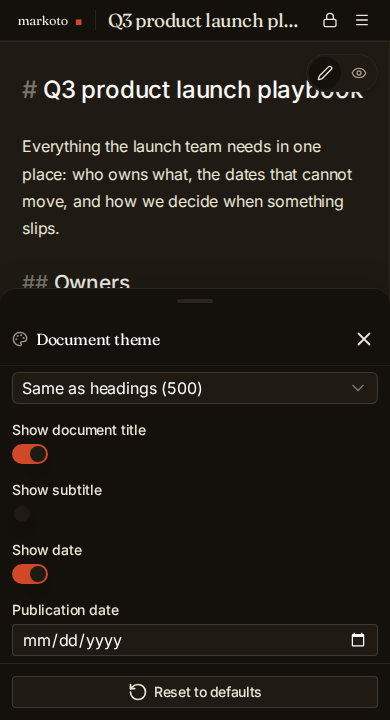 markoto
Q3 product launch pl...
# Q3 product launch playbook
Everything the launch team needs in one
place: who owns what, the dates that cannot
move, and how we decide when something
slips.
## Owners
Document theme
Same as headings (500)
Show document title
Show subtitle
Show date
Publication date
mm/dd/yyyy
Reset to defaults